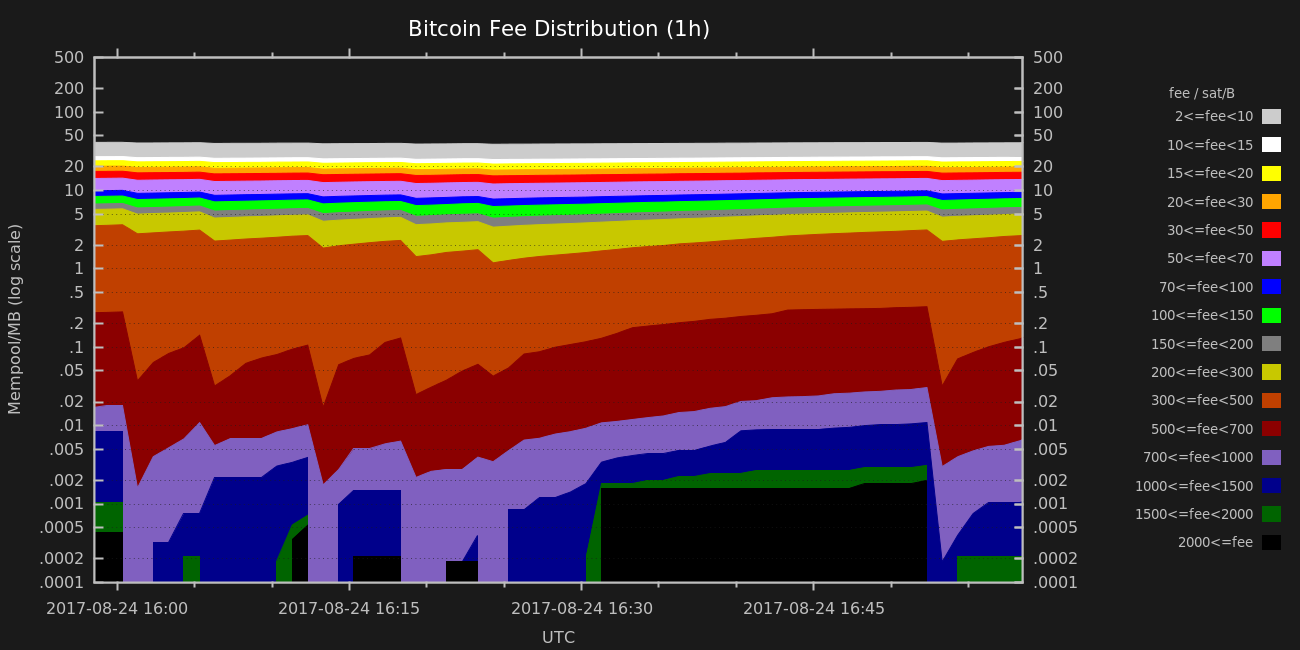 Bitcoin Fee Distribution (1h)
Mempool/MB (log scale)
500
200
100
50
20
10
5
2
1
.5
.2
.1
.05
.02
.01
.005
.002
.001
.0005
.0002
.0001
500
200
100
50
20
10
5
2
1
.5
.2
.1
.05
.02
.01
.005
.002
.001
.0005
.0002
.0001
2017-08-24 16:00
2017-08-24 16:15
2017-08-24 16:30
2017-08-24 16:45
UTC
fee / sat/B
2<=fee<10
10<=fee<15
15<=fee<20
20<=fee<30
30<=fee<50
50<=fee<70
70<=fee<100
100<=fee<150
150<=fee<200
200<=fee<300
300<=fee<500
500<=fee<700
700<=fee<1000
1000<=fee<1500
1500<=fee<2000
2000<=fee